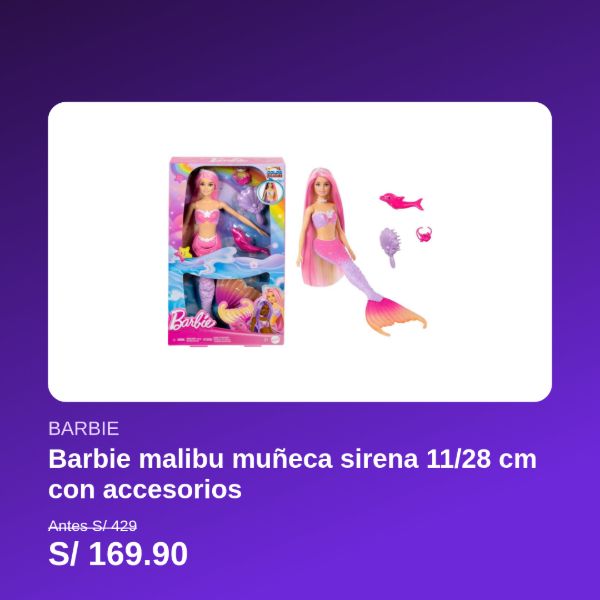 Barbie
BARBIE
Barbie malibu muñeca sirena 11/28 cm
con accesorios
Antes S/ 429
S/ 169.90